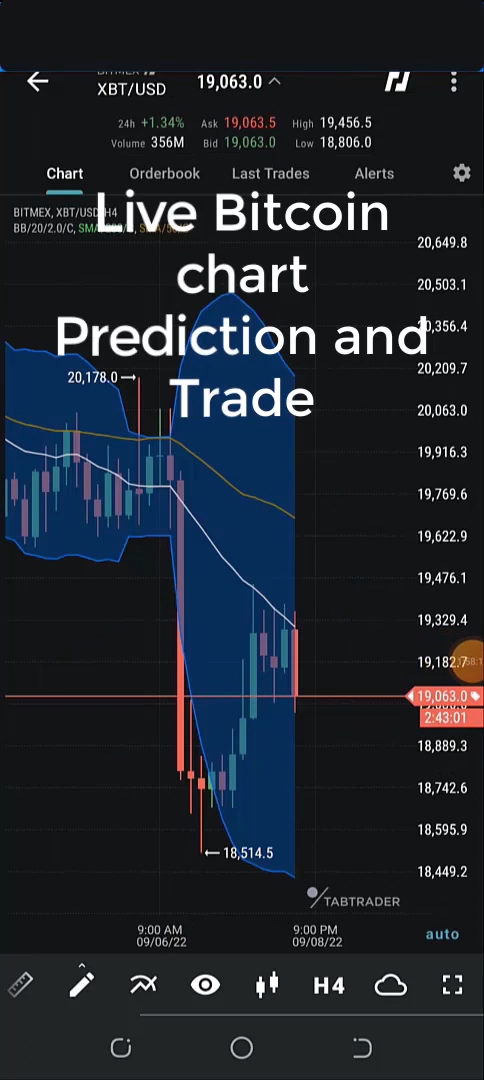 XBT/USD
19,063.0
24h +1.34% Ask 19,063.5 High 19,456.5
Volume 356M Bid 19,063.0 Low 18,806.0
Chart Orderbook Last Trades Alerts
BITMEX, XBT/USD H4
BB/20/2.0/C,
Live Bitcoin
chart
Prediction and
Trade
20,649.8
20,503.1
20,356.4
20,209.7
20,178.0
20,063.0
19,916.3
19,769.6
19,622.9
19,476.1
19,329.4
19,182.7
19,063.0
2:43:01
18,889.3
18,742.6
18,595.9
18,514.5
18,449.2
TABTRADER
9:00 AM 9:00 PM
09/06/22 09/08/22
auto
H4